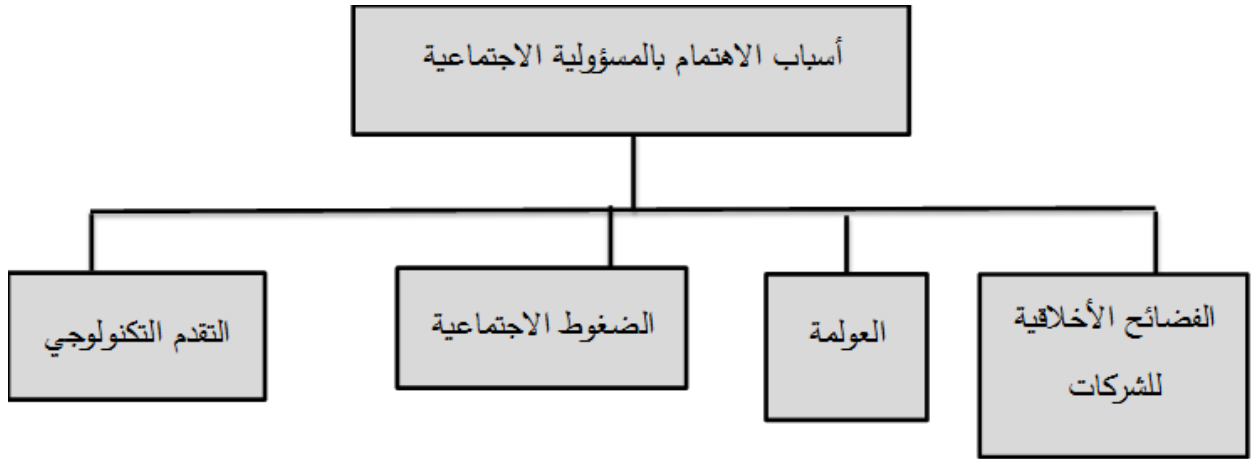 أسباب الاهتمام بالمسؤولية الاجتماعية
الفضائح الأخلاقية
للشركات
العولمة
الضغوط الاجتماعية
التقدم التكنولوجي